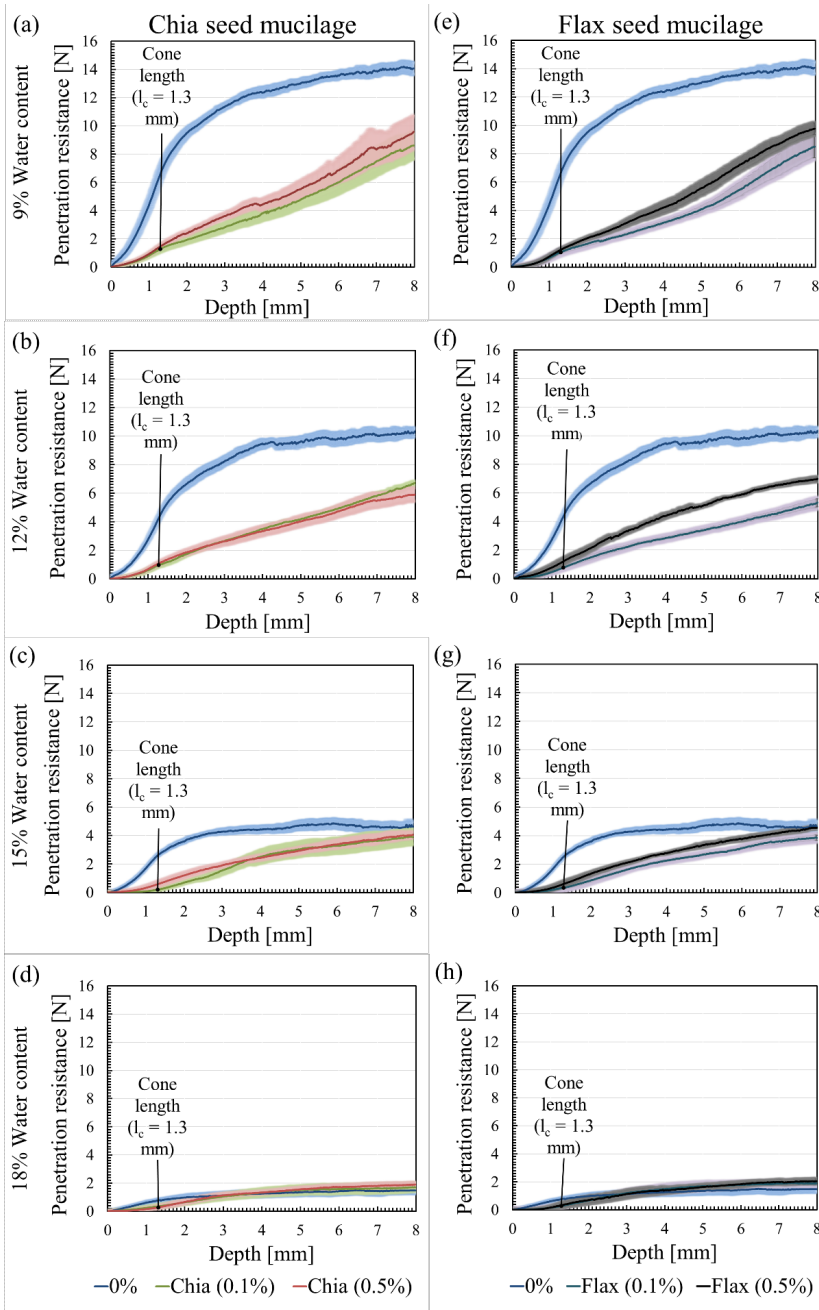 Chia seed mucilage
Flax seed mucilage
9% Water content
(a)
Penetration resistance [N]
16
14
12
10
8
6
4
2
0
Cone
length
(lc = 1.3
mm)
0 1 2 3 4 5 6 7 8
Depth [mm]
(e)
Penetration resistance [N]
16
14
12
10
8
6
4
2
0
Cone
length
(lc = 1.3
mm)
0 1 2 3 4 5 6 7 8
Depth [mm]
12% Water content
(b)
Penetration resistance [N]
16
14
12
10
8
6
4
2
0
Cone
length
(lc = 1.3
mm)
0 1 2 3 4 5 6 7 8
Depth [mm]
(f)
Penetration resistance [N]
16
14
12
10
8
6
4
2
0
Cone
length
(lc = 1.3
mm)
0 1 2 3 4 5 6 7 8
Depth [mm]
15% Water content
(c)
Penetration resistance [N]
16
14
12
10
8
6
4
2
0
Cone
length
(lc = 1.3
mm)
0 1 2 3 4 5 6 7 8
Depth [mm]
(g)
Penetration resistance [N]
16
14
12
10
8
6
4
2
0
Cone
length
(lc = 1.3
mm)
0 1 2 3 4 5 6 7 8
Depth [mm]
18% Water content
(d)
Penetration resistance [N]
16
14
12
10
8
6
4
2
0
Cone
length
(lc = 1.3
mm)
0 1 2 3 4 5 6 7 8
Depth [mm]
(h)
Penetration resistance [N]
16
14
12
10
8
6
4
2
0
Cone
length
(lc = 1.3
mm)
0 1 2 3 4 5 6 7 8
Depth [mm]
0% Chia (0.1%) Chia (0.5%)
0% Flax (0.1%) Flax (0.5%)